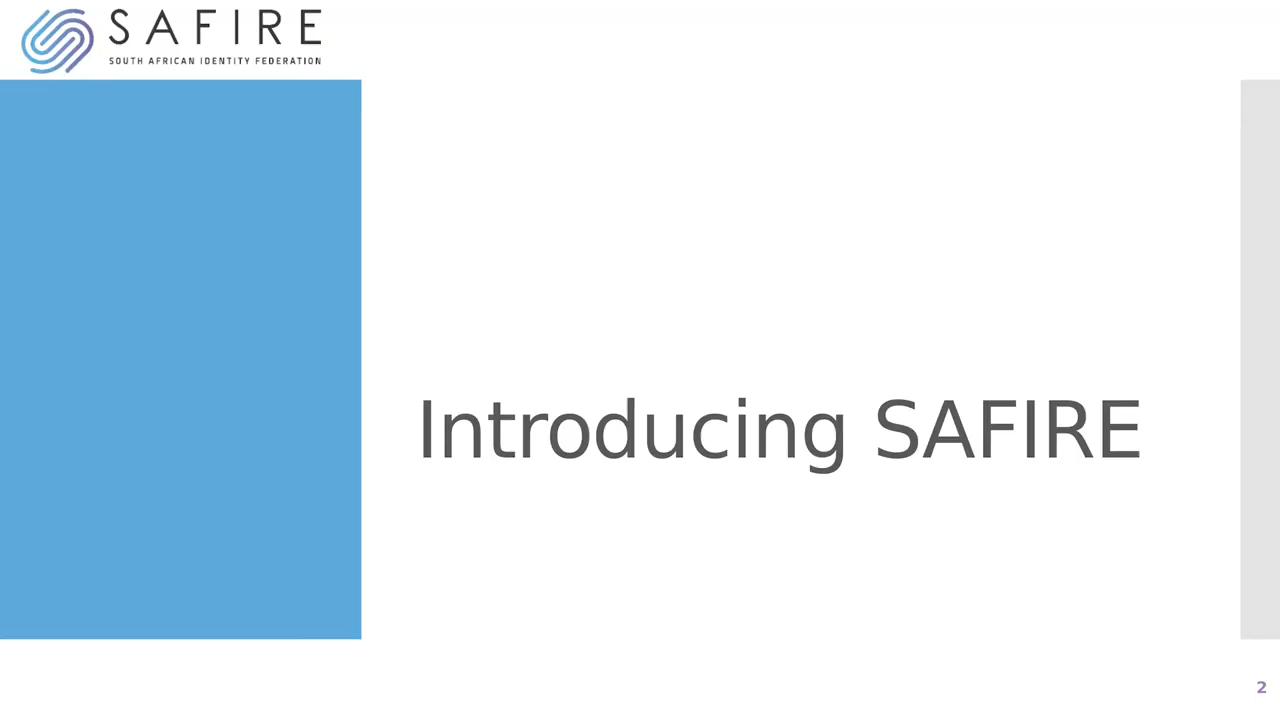 SAFIRE
SOUTH AFRICAN IDENTITY FEDERATION
Introducing SAFIRE
2